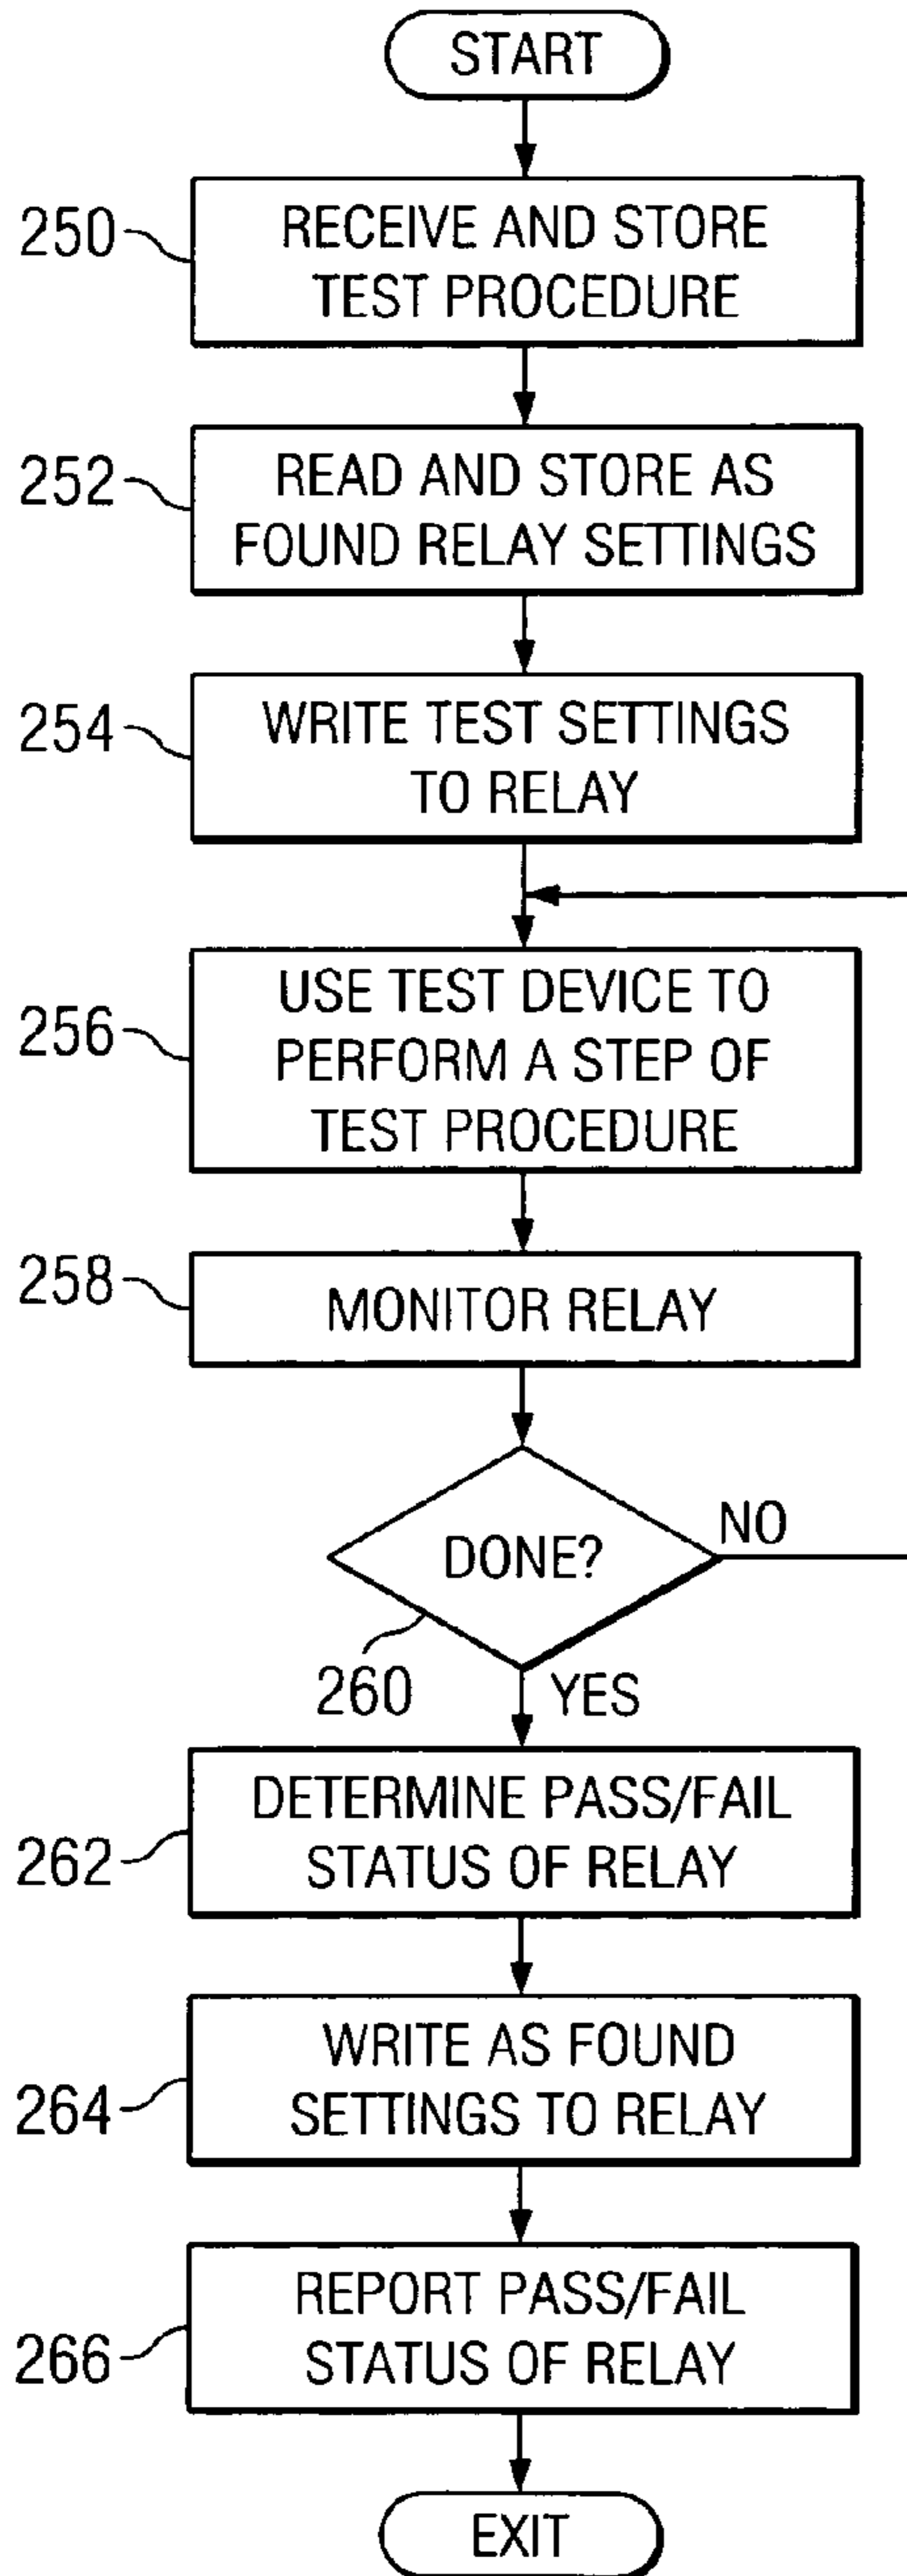 START
250
RECEIVE AND STORE
TEST PROCEDURE
252
READ AND STORE AS
FOUND RELAY SETTINGS
254
WRITE TEST SETTINGS
TO RELAY
256
USE TEST DEVICE TO
PERFORM A STEP OF
TEST PROCEDURE
258
MONITOR RELAY
DONE?
NO
260
YES
262
DETERMINE PASS/FAIL
STATUS OF RELAY
264
WRITE AS FOUND
SETTINGS TO RELAY
266
REPORT PASS/FAIL
STATUS OF RELAY
EXIT